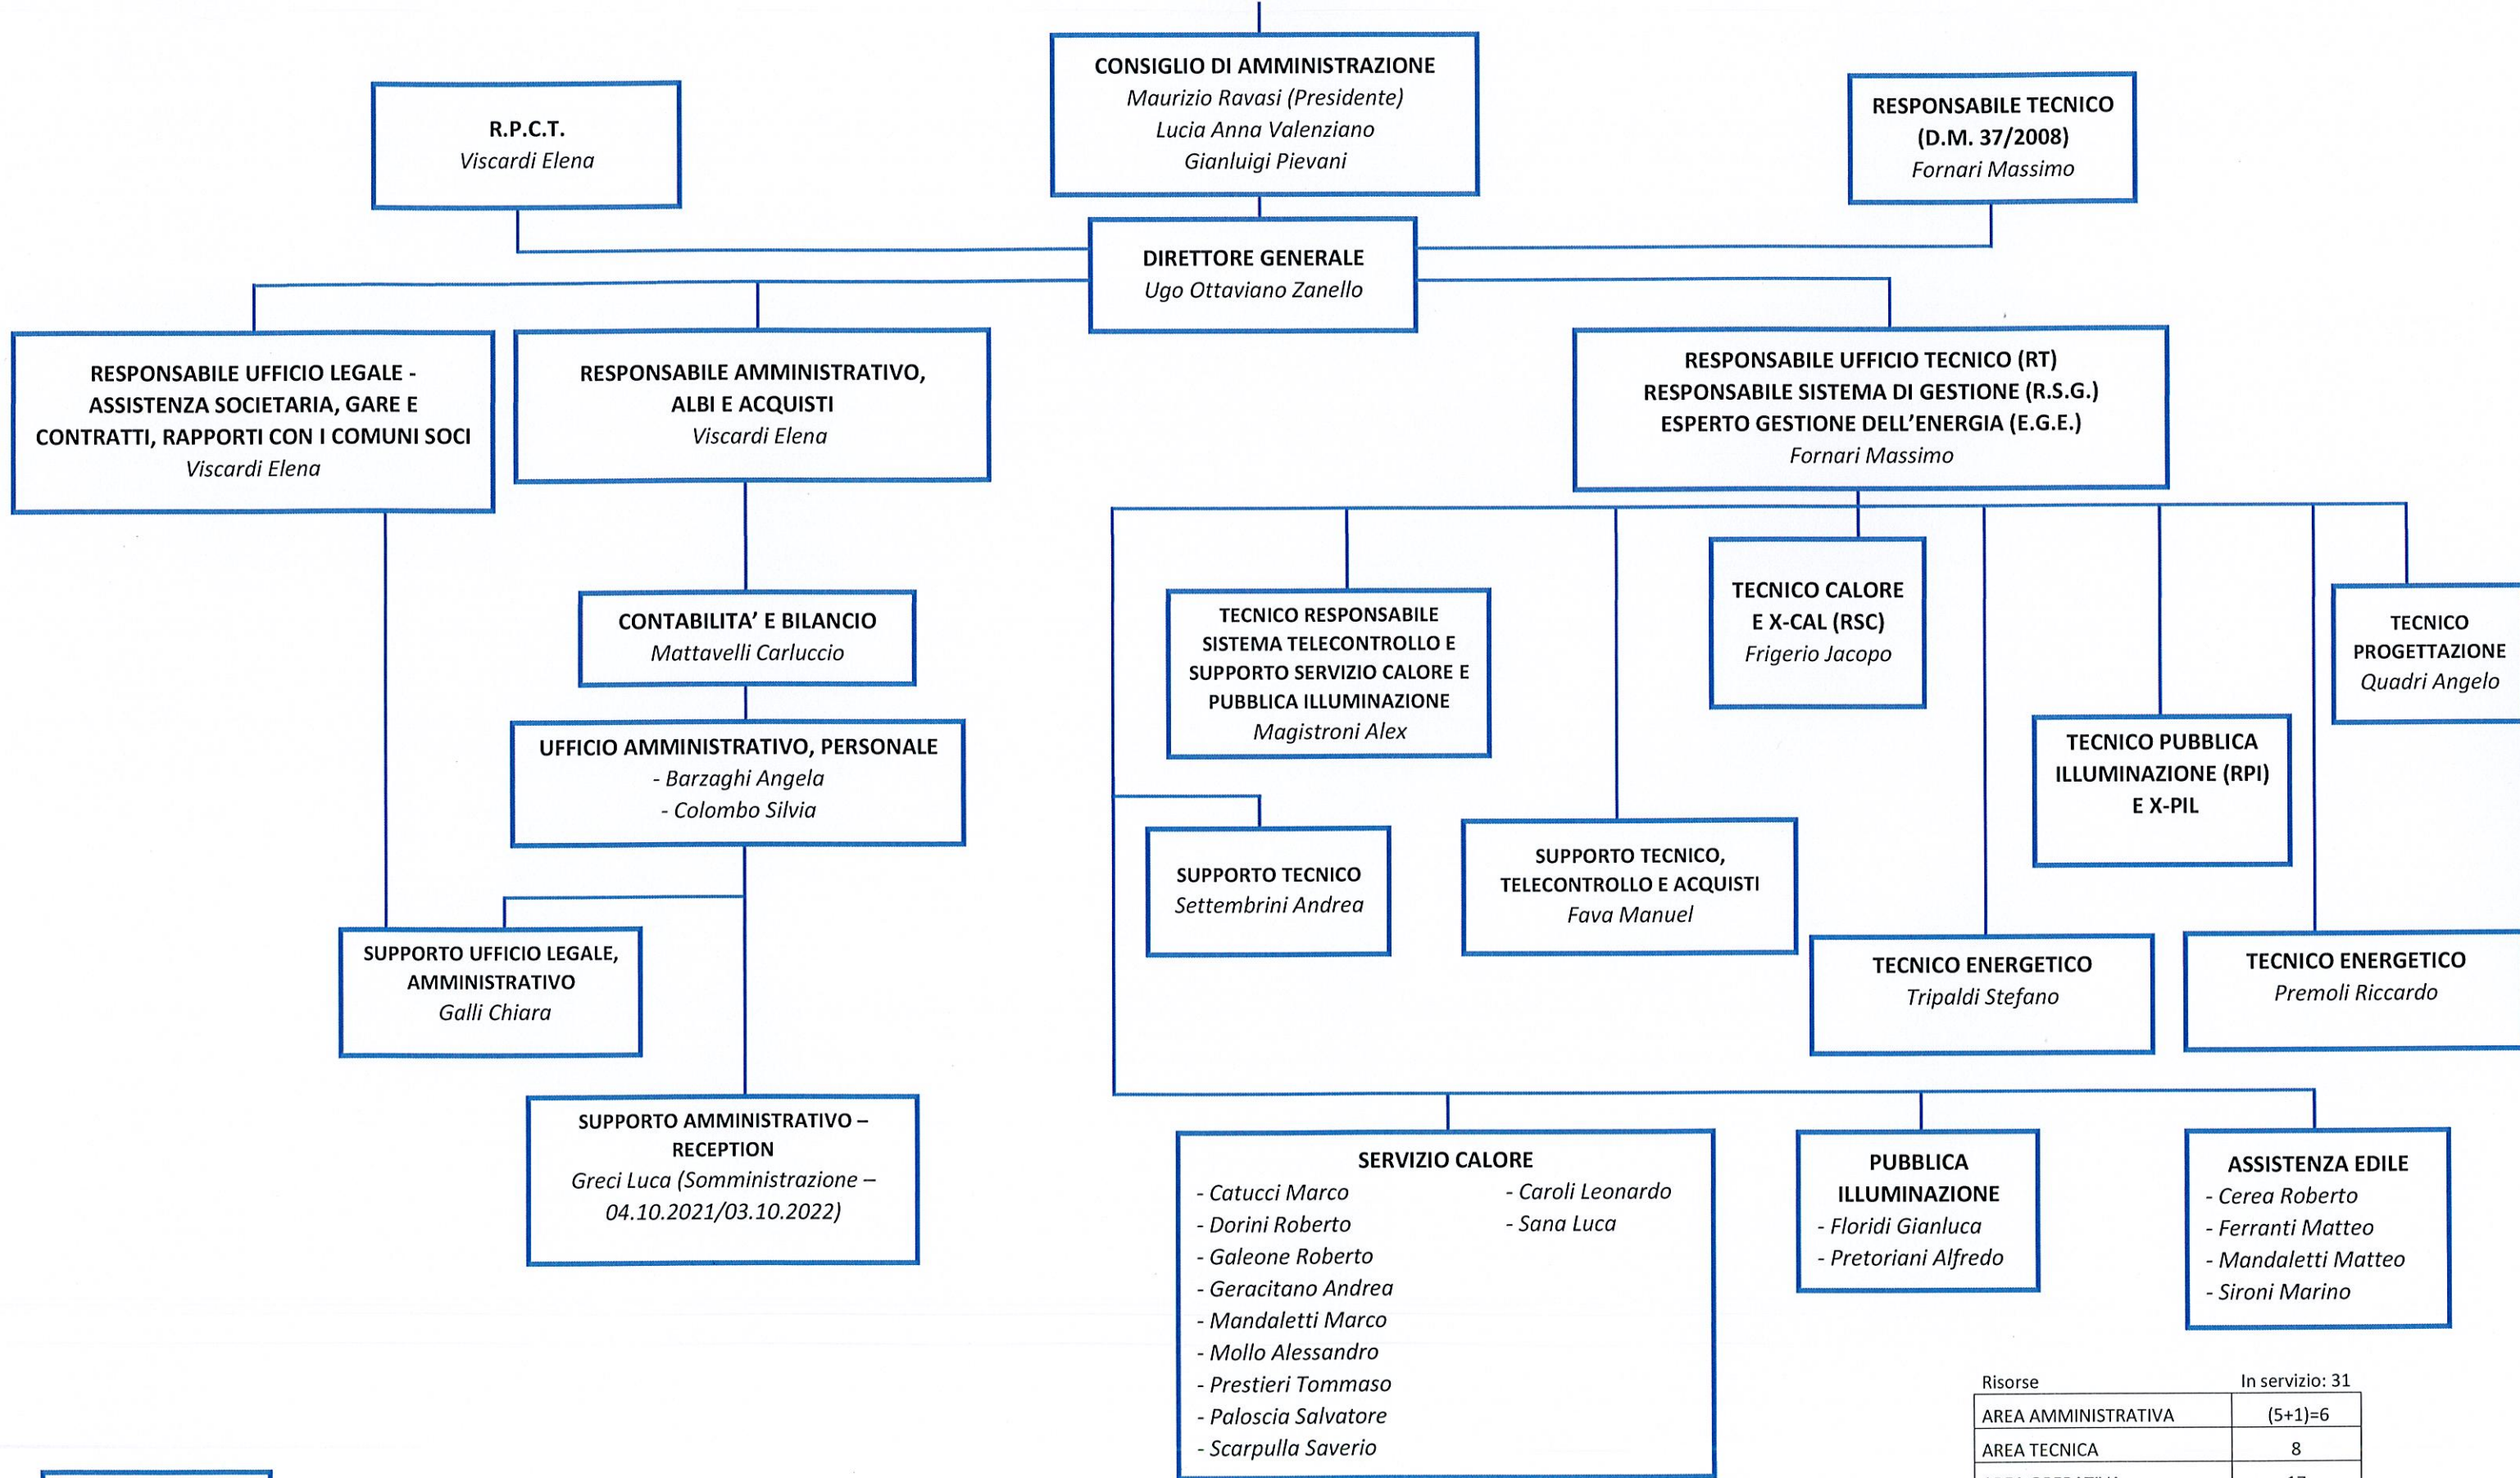 CONSIGLIO DI AMMINISTRAZIONE
Maurizio Ravasi (Presidente)
Lucia Anna Valenziano
Gianluigi Pievani
R.P.C.T.
Viscardi Elena
RESPONSABILE TECNICO
(D.M. 37/2008)
Fornari Massimo
DIRETTORE GENERALE
Ugo Ottaviano Zanello
RESPONSABILE UFFICIO LEGALE -
ASSISTENZA SOCIETARIA, GARE E
CONTRATTI, RAPPORTI CON I COMUNI SOCI
Viscardi Elena
RESPONSABILE AMMINISTRATIVO,
ALBI E ACQUISTI
Viscardi Elena
RESPONSABILE UFFICIO TECNICO (RT)
RESPONSABILE SISTEMA DI GESTIONE (R.S.G.)
ESPERTO GESTIONE DELL’ENERGIA (E.G.E.)
Fornari Massimo
CONTABILITA’ E BILANCIO
Mattavelli Carluccio
TECNICO RESPONSABILE
SISTEMA TELECONTROLLO E
SUPPORTO SERVIZIO CALORE E
PUBBLICA ILLUMINAZIONE
Magistroni Alex
TECNICO CALORE
E X-CAL (RSC)
Frigerio Jacopo
TECNICO
PROGETTAZIONE
Quadri Angelo
UFFICIO AMMINISTRATIVO, PERSONALE
- Barzaghi Angela
- Colombo Silvia
TECNICO PUBBLICA
ILLUMINAZIONE (RPI)
E X-PIL
SUPPORTO TECNICO
Settembrini Andrea
SUPPORTO TECNICO,
TELECONTROLLO E ACQUISTI
Fava Manuel
SUPPORTO UFFICIO LEGALE,
AMMINISTRATIVO
Galli Chiara
TECNICO ENERGETICO
Tripaldi Stefano
TECNICO ENERGETICO
Premoli Riccardo
SUPPORTO AMMINISTRATIVO –
RECEPTION
Greci Luca (Somministrazione –
04.10.2021/03.10.2022)
SERVIZIO CALORE
- Catucci Marco
- Dorini Roberto
- Galeone Roberto
- Geracitano Andrea
- Mandaletti Marco
- Mollo Alessandro
- Prestieri Tommaso
- Paloscia Salvatore
- Scarpulla Saverio
- Caroli Leonardo
- Sana Luca
PUBBLICA
ILLUMINAZIONE
- Floridi Gianluca
- Pretoriani Alfredo
ASSISTENZA EDILE
- Cerea Roberto
- Ferranti Matteo
- Mandaletti Matteo
- Sironi Marino
Risorse In servizio: 31
AREA AMMINISTRATIVA (5+1)=6
AREA TECNICA 8